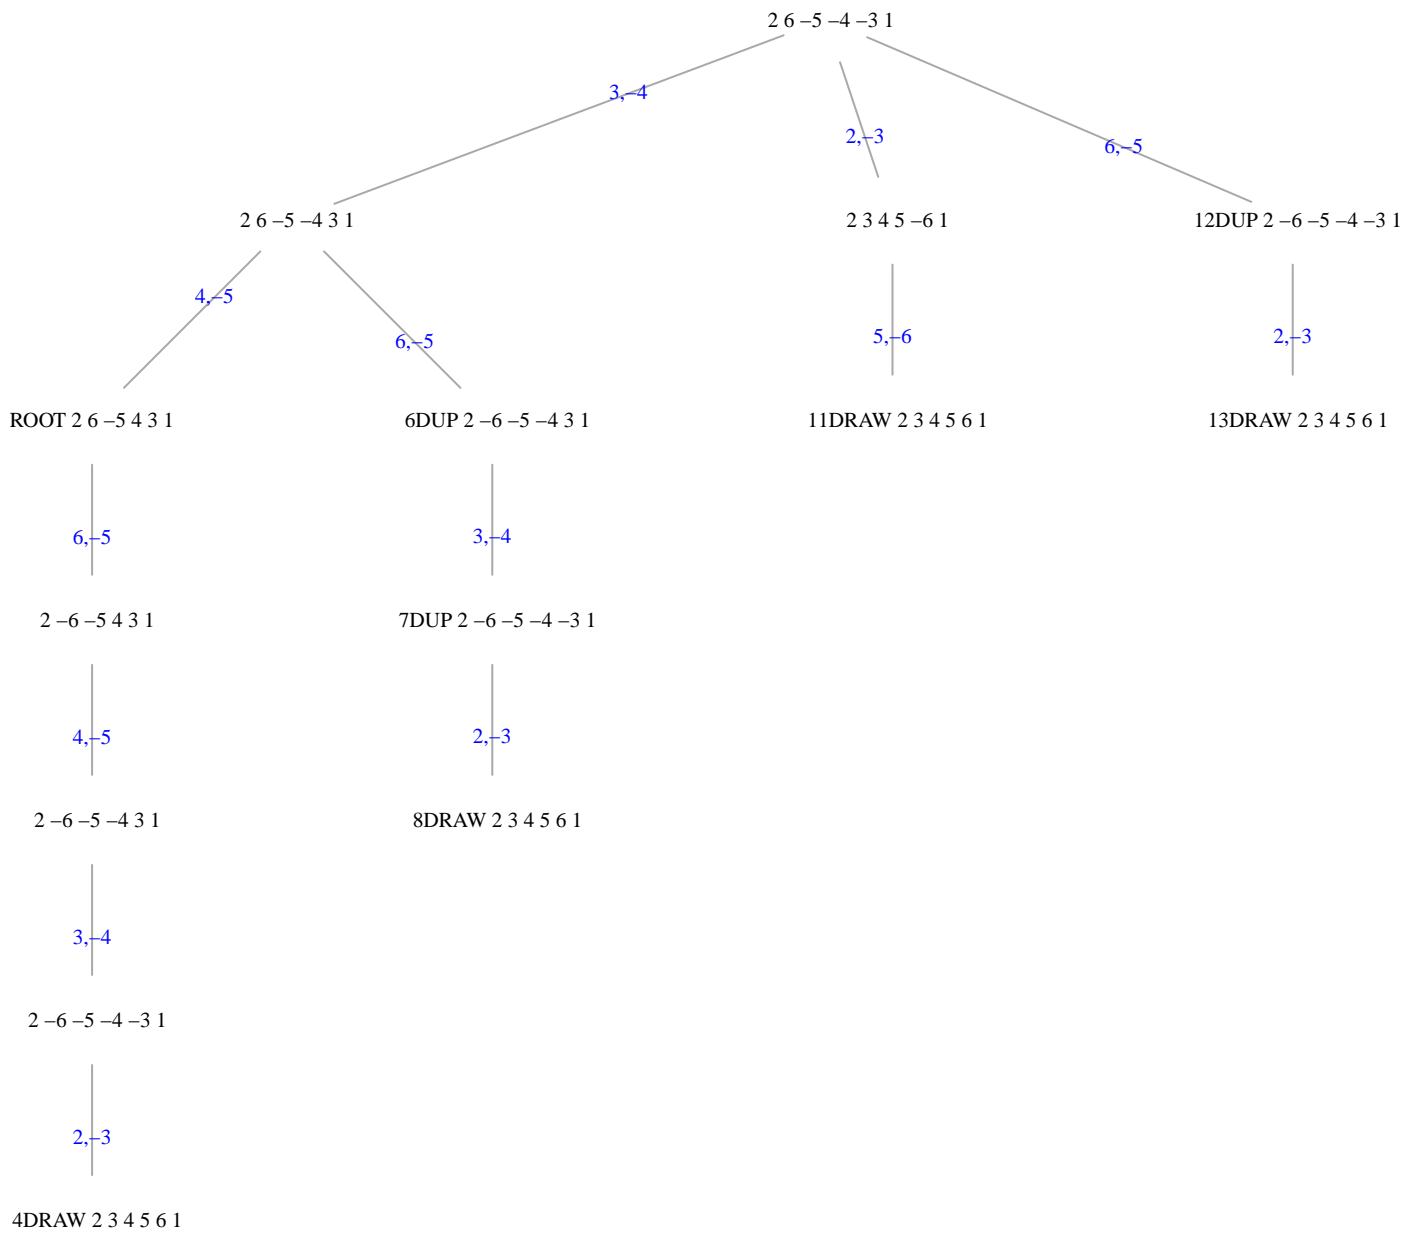 2 6 –5 –4 –3 1
3,–4
2,–3
6,–5
2 6 –5 –4 3 1
2 3 4 5 –6 1
12DUP 2 –6 –5 –4 –3 1
4,–5
6,–5
5,–6
2,–3
ROOT 2 6 –5 4 3 1
6DUP 2 –6 –5 –4 3 1
11DRAW 2 3 4 5 6 1
13DRAW 2 3 4 5 6 1
6,–5
3,–4
2 –6 –5 4 3 1
7DUP 2 –6 –5 –4 –3 1
4,–5
2,–3
2 –6 –5 –4 3 1
8DRAW 2 3 4 5 6 1
3,–4
2 –6 –5 –4 –3 1
2,–3
4DRAW 2 3 4 5 6 1